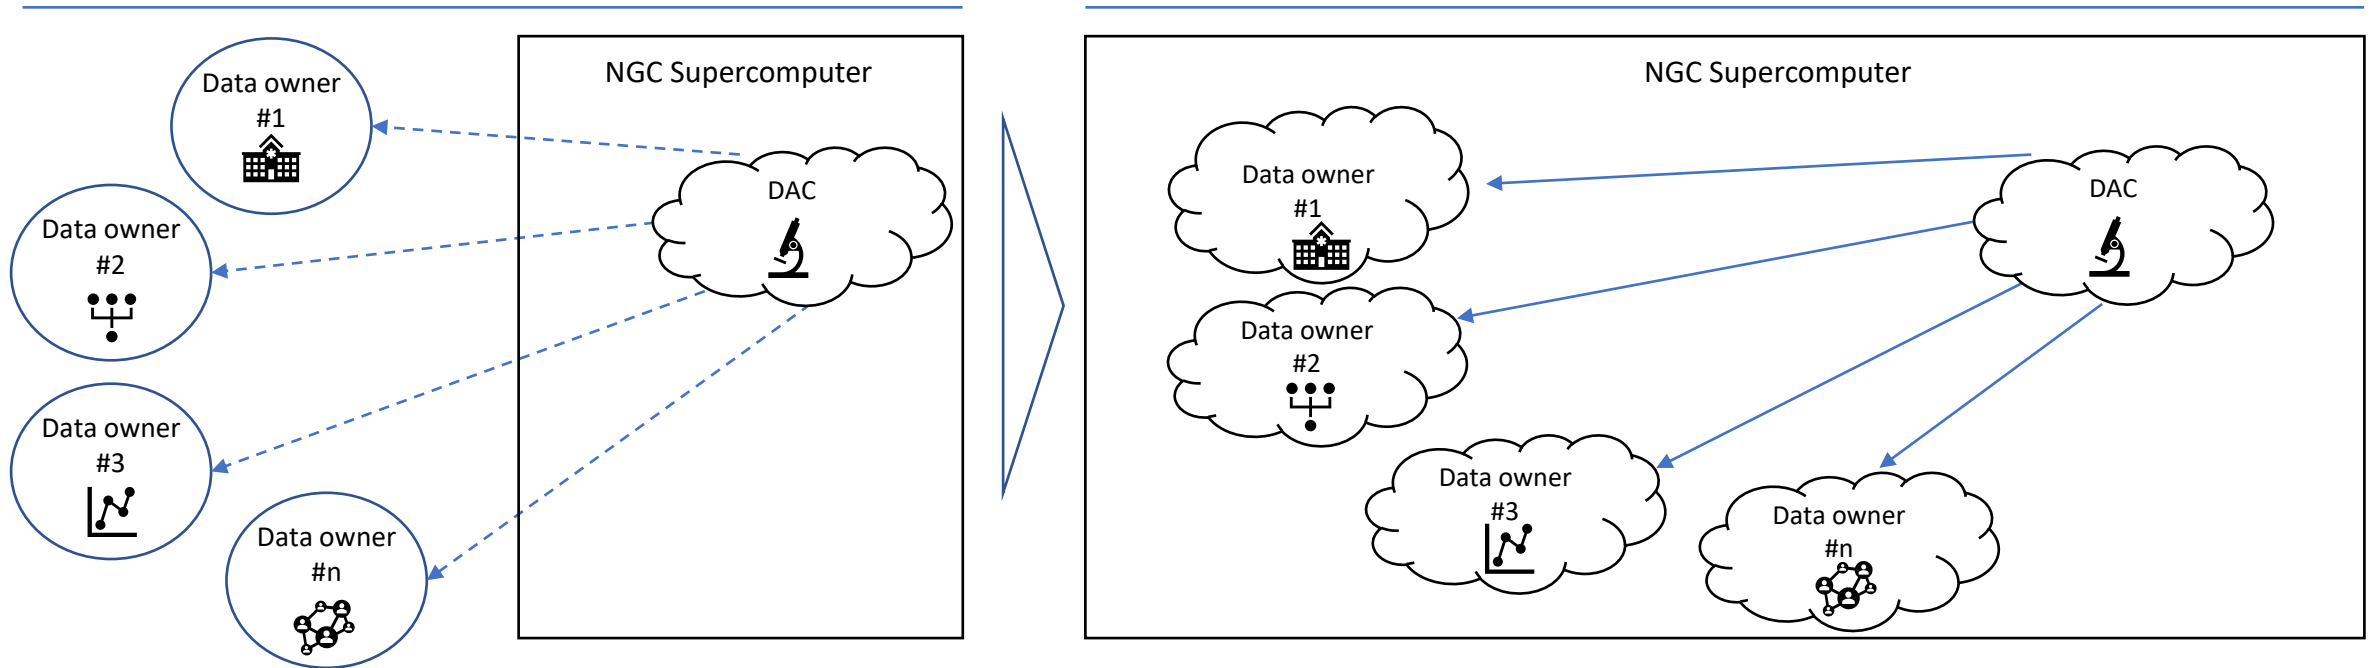 NGC Supercomputer
Data owner
#1
DAC
Data owner
#2
Data owner
#3
Data owner
#n
NGC Supercomputer
Data owner
#1
DAC
Data owner
#2
Data owner
#3
Data owner
#n